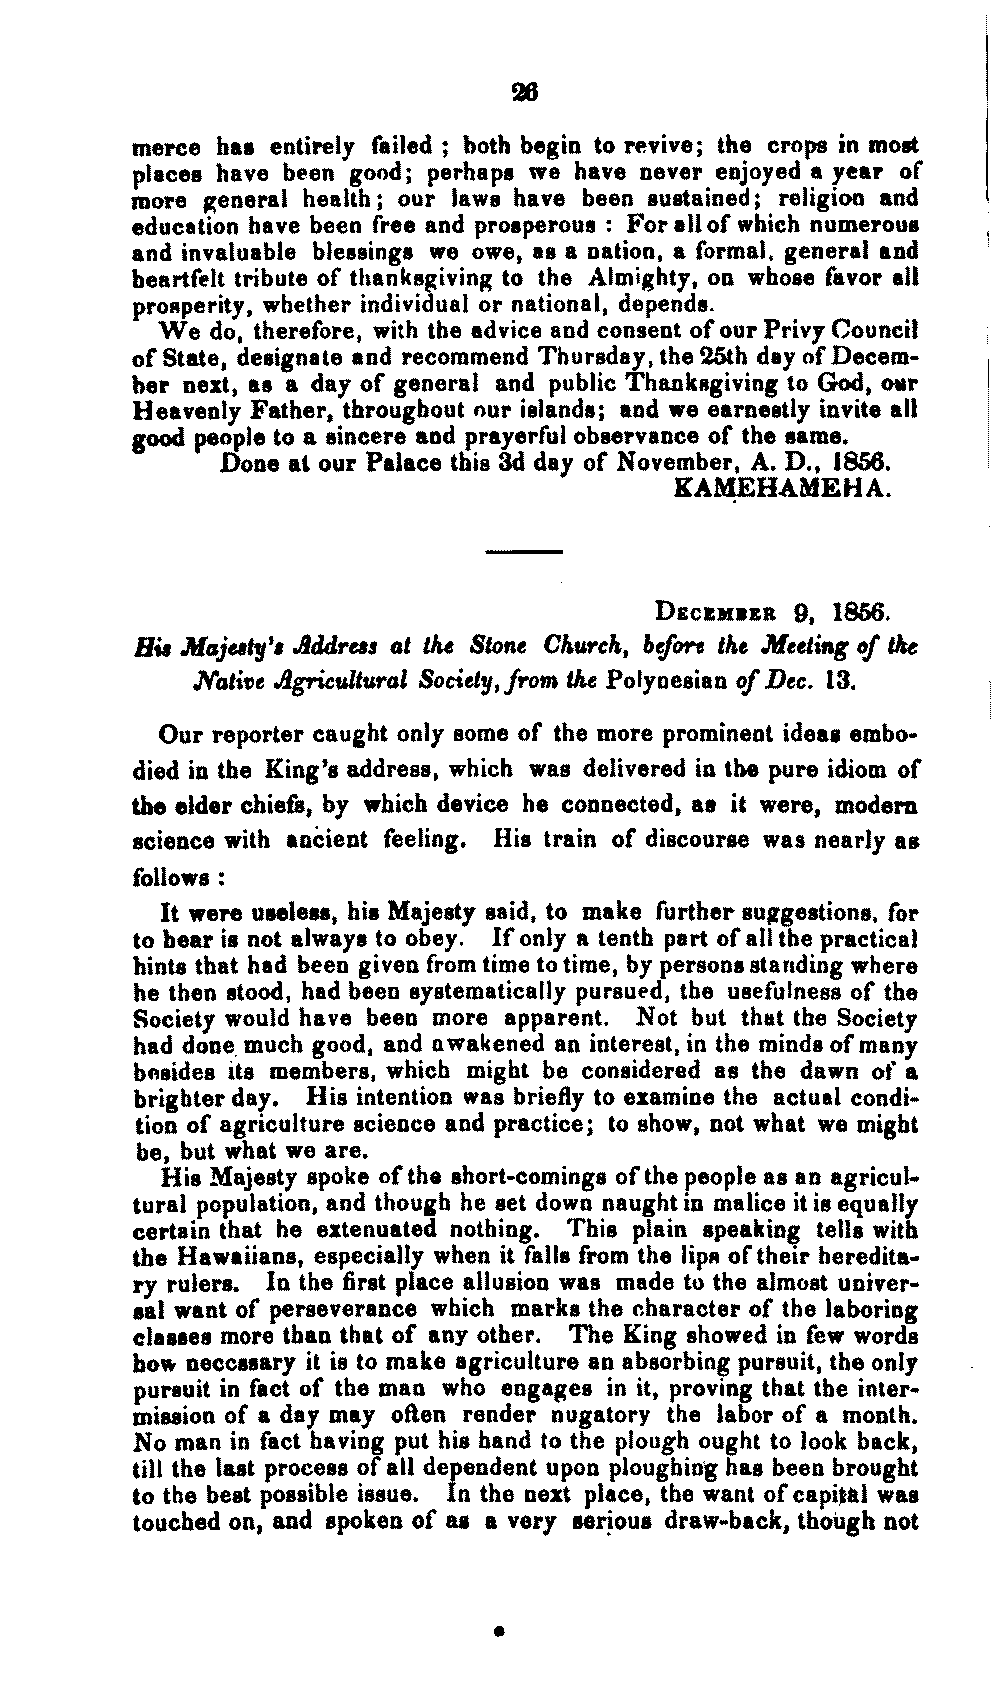 26
merce has entirely failed ; both begin to revive; the crops in most
places have been good; perhaps we have never enjoyed a year of
more general health; our laws have been sustained; religion and
education have been free and prosperous : For all of which numerous
and invaluable blessings we owe, as a nation, a formal, general and
heartfelt tribute of thanksgiving to the Almighty, on whose favor all
prosperity, whether individual or national, depends.
We do, therefore, with the advice and consent of our Privy Council
of State, designate and recommend Thursday, the 25th day of Decem-
ber next, as a day of general and public Thanksgiving to God, our
Heavenly Father, throughout our islands; and we earnestly invite all
good people to a sincere and prayerful observance of the same.
Done at our Palace this 3d day of November, A. D., 1856.
KAMEHAMEHA.
DECEMBER 9, 1856.
His Majesty's Address at the Stone Church, before the Meeting of the
Native Agricultural Society, from the Polynesian of Dec. 13.
Our reporter caught only some of the more prominent ideas embo-
died in the King's address, which was delivered in the pure idiom of
the elder chiefs, by which device he connected, as it were, modern
science with ancient feeling. His train of discourse was nearly as
follows :
It were useless, his Majesty said, to make further suggestions, for
to hear is not always to obey. If only a tenth part of all the practical
hints that had been given from time to time, by persons standing where
he then stood, had been systematically pursued, the usefulness of the
Society would have been more apparent. Not but that the Society
had done much good, and awakened an interest, in the minds of many
besides its members, which might be considered as the dawn of a
brighter day. His intention was briefly to examine the actual condi-
tion of agriculture science and practice; to show, not what we might
be, but what we are.
His Majesty spoke of the short-comings of the people as an agricul-
tural population, and though he set down naught in malice it is equally
certain that he extenuated nothing. This plain speaking tells with
the Hawaiians, especially when it falls from the lips of their heredita-
ry rulers. In the first place allusion was made to the almost univer-
sal want of perseverance which marks the character of the laboring
classes more than that of any other. The King showed in few words
how neccssary it is to make agriculture an absorbing pursuit, the only
pursuit in fact of the man who engages in it, proving that the inter-
mission of a day may often render nugatory the labor of a month.
No man in fact having put his hand to the plough ought to look back,
till the last process of all dependent upon ploughing has been brought
to the best possible issue. In the next place, the want of capital was
touched on, and spoken of as a very serious draw-back, though not